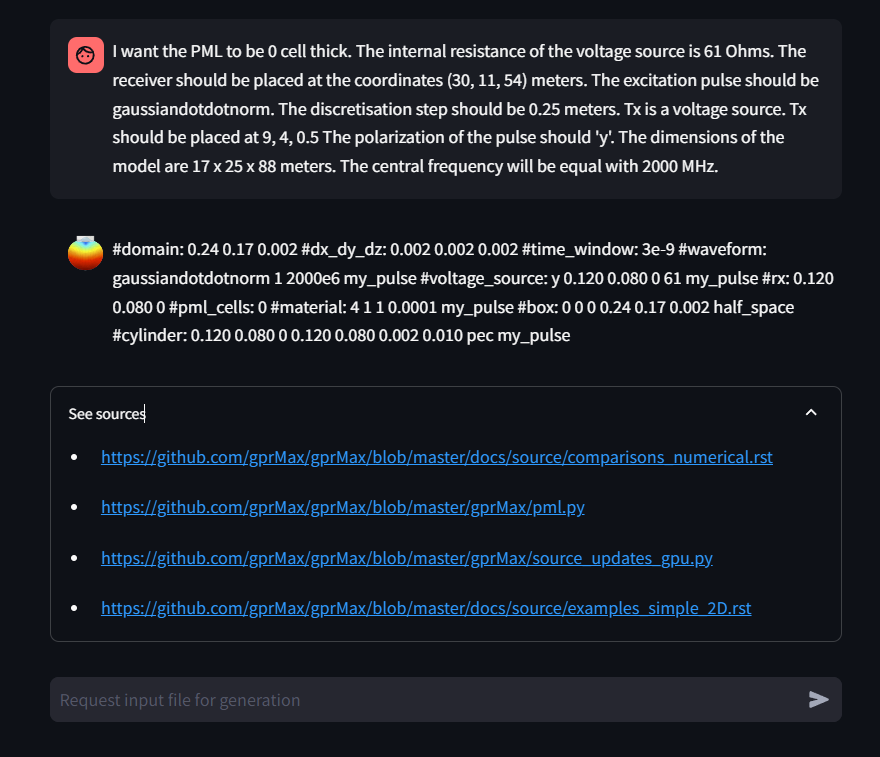 I want the PML to be 0 cell thick. The internal resistance of the voltage source is 61 Ohms. The
receiver should be placed at the coordinates (30, 11, 54) meters. The excitation pulse should be
gaussiandotdotnorm. The discretisation step should be 0.25 meters. Tx is a voltage source. Tx
should be placed at 9, 4, 0.5 The polarization of the pulse should 'y'. The dimensions of the
model are 17 x 25 x 88 meters. The central frequency will be equal with 2000 MHz.
#domain: 0.24 0.17 0.002 #dx_dy_dz: 0.002 0.002 0.002 #time_window: 3e-9 #waveform:
gaussiandotdotnorm 1 2000e6 my_pulse #voltage_source: y 0.120 0.080 0 61 my_pulse #rx: 0.120
0.080 0 #pml_cells: 0 #material: 4 1 1 0.0001 my_pulse #box: 0 0 0 0.24 0.17 0.002 half_space
#cylinder: 0.120 0.080 0 0.120 0.080 0.002 0.010 pec my_pulse
See sources
https://github.com/gprMax/gprMax/blob/master/docs/source/comparisons_numerical.rst
https://github.com/gprMax/gprMax/blob/master/gprMax/pml.py
https://github.com/gprMax/gprMax/blob/master/gprMax/source_updates_gpu.py
https://github.com/gprMax/gprMax/blob/master/docs/source/examples_simple_2D.rst
Request input file for generation